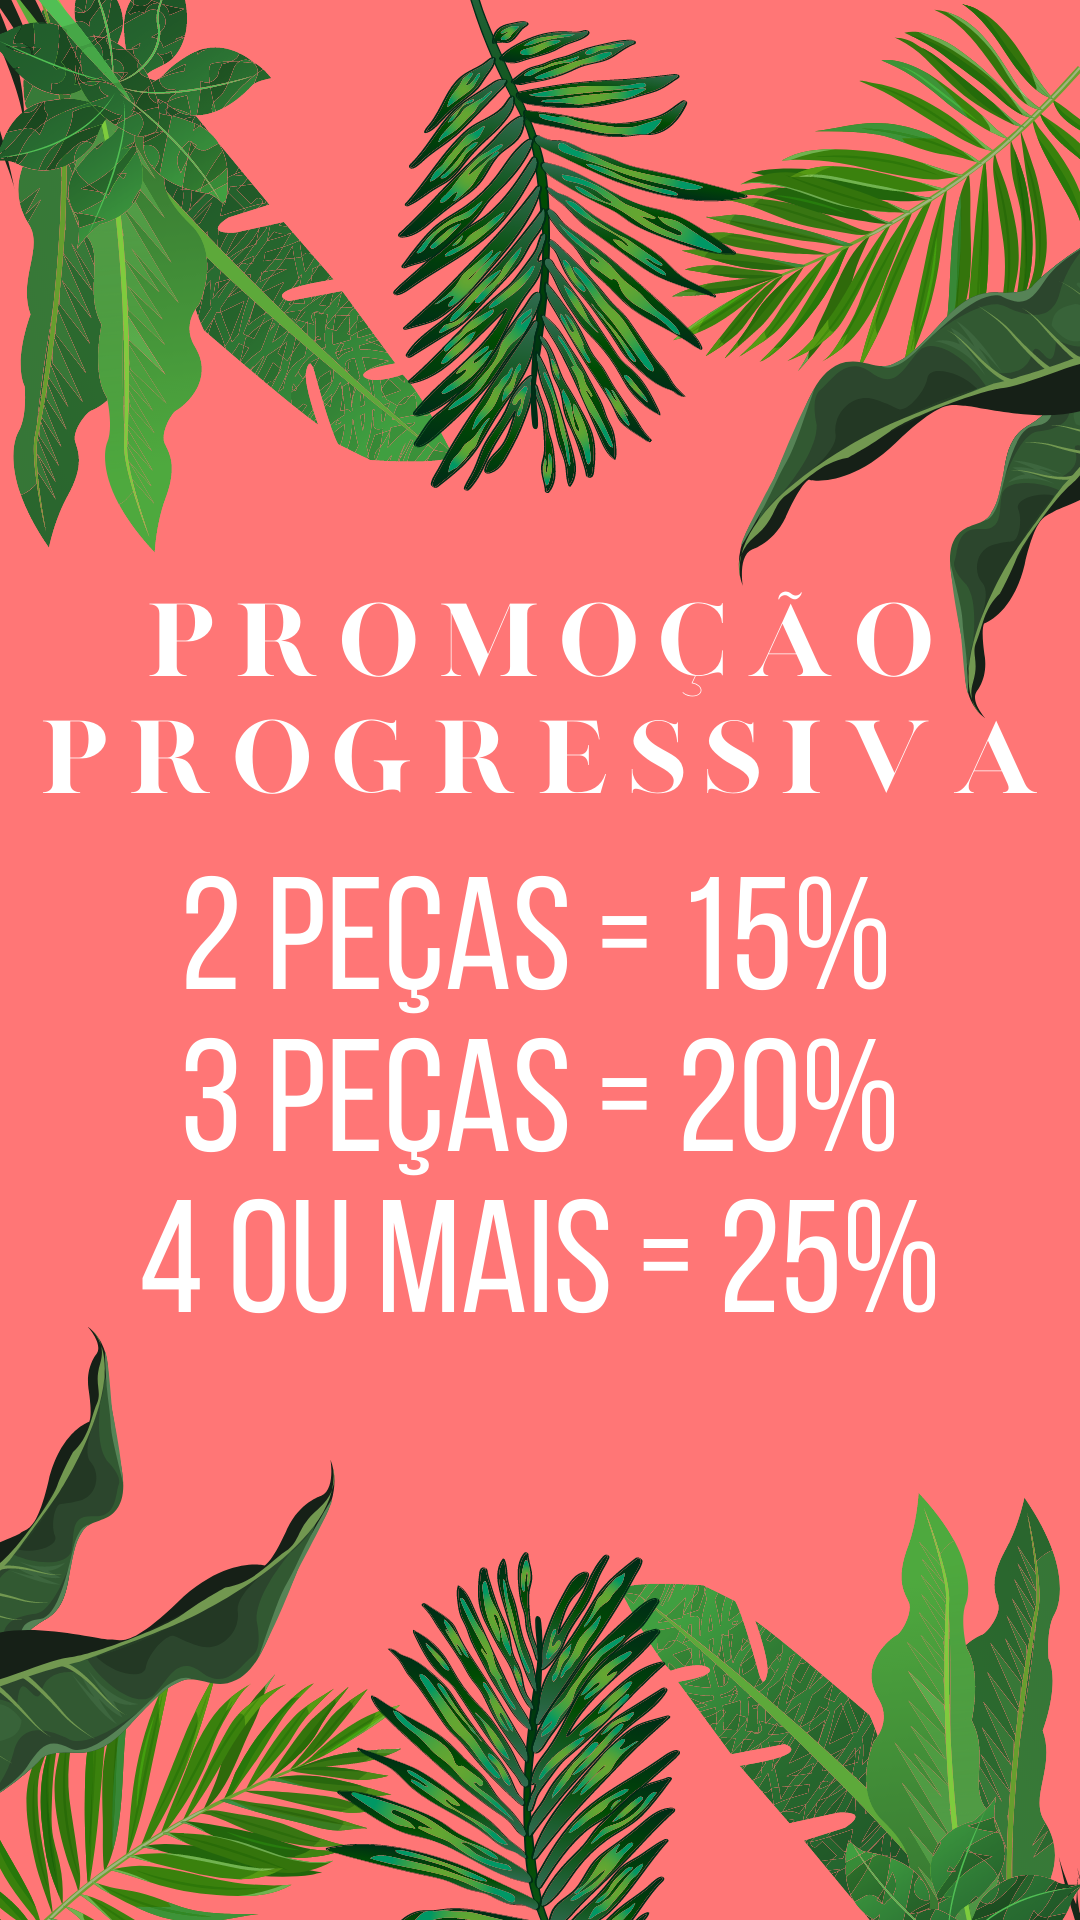 PROMOÇÃO
PROGRESSIVA
2 PEÇAS = 15%
3 PEÇAS = 20%
4 OU MAIS = 25%